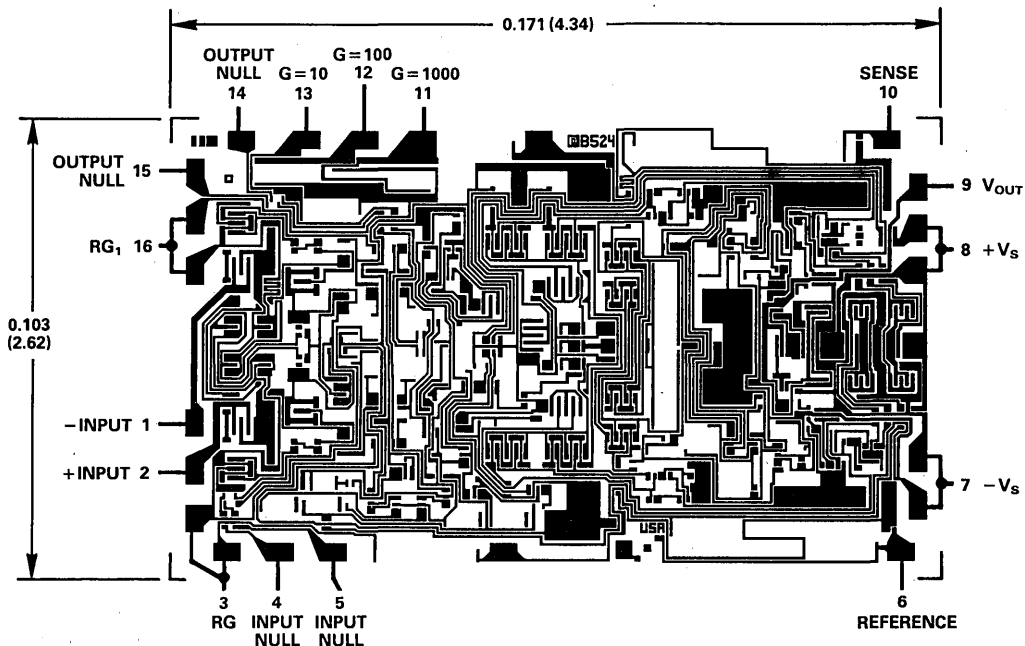 0.171 (4.34)
OUTPUT
NULL
14
G=10
13
G=100
12
G=1000
11
SENSE
10
B524
OUTPUT
NULL 15
9 VOUT
RG1 16
8 +VS
0.103
(2.62)
-INPUT 1
+INPUT 2
7 -VS
USA
3
RG
4
INPUT
NULL
5
INPUT
NULL
6
REFERENCE